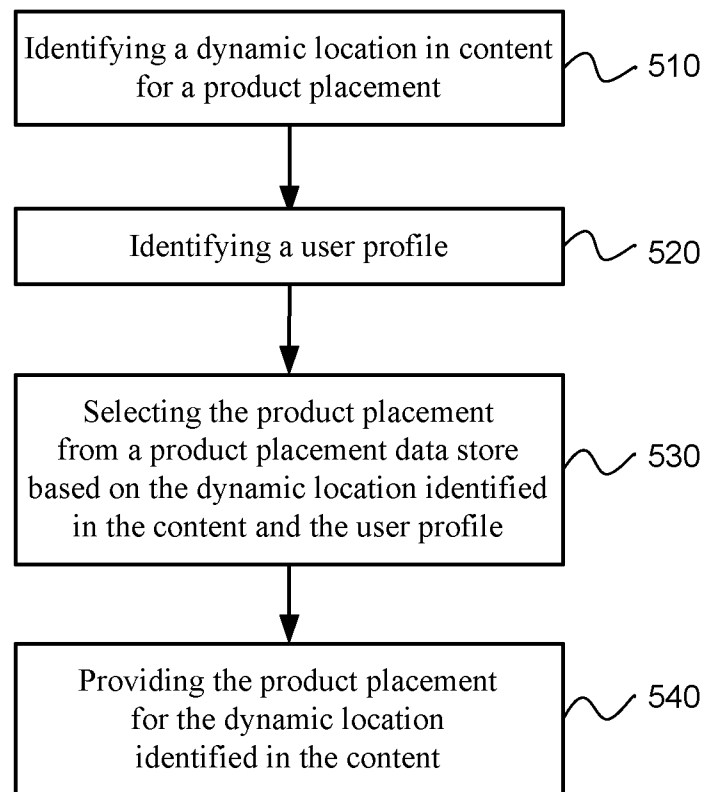 Identifying a dynamic location in content
for a product placement
510
Identifying a user profile
520
Selecting the product placement
from a product placement data store
based on the dynamic location identified
in the content and the user profile
530
Providing the product placement
for the dynamic location
identified in the content
540